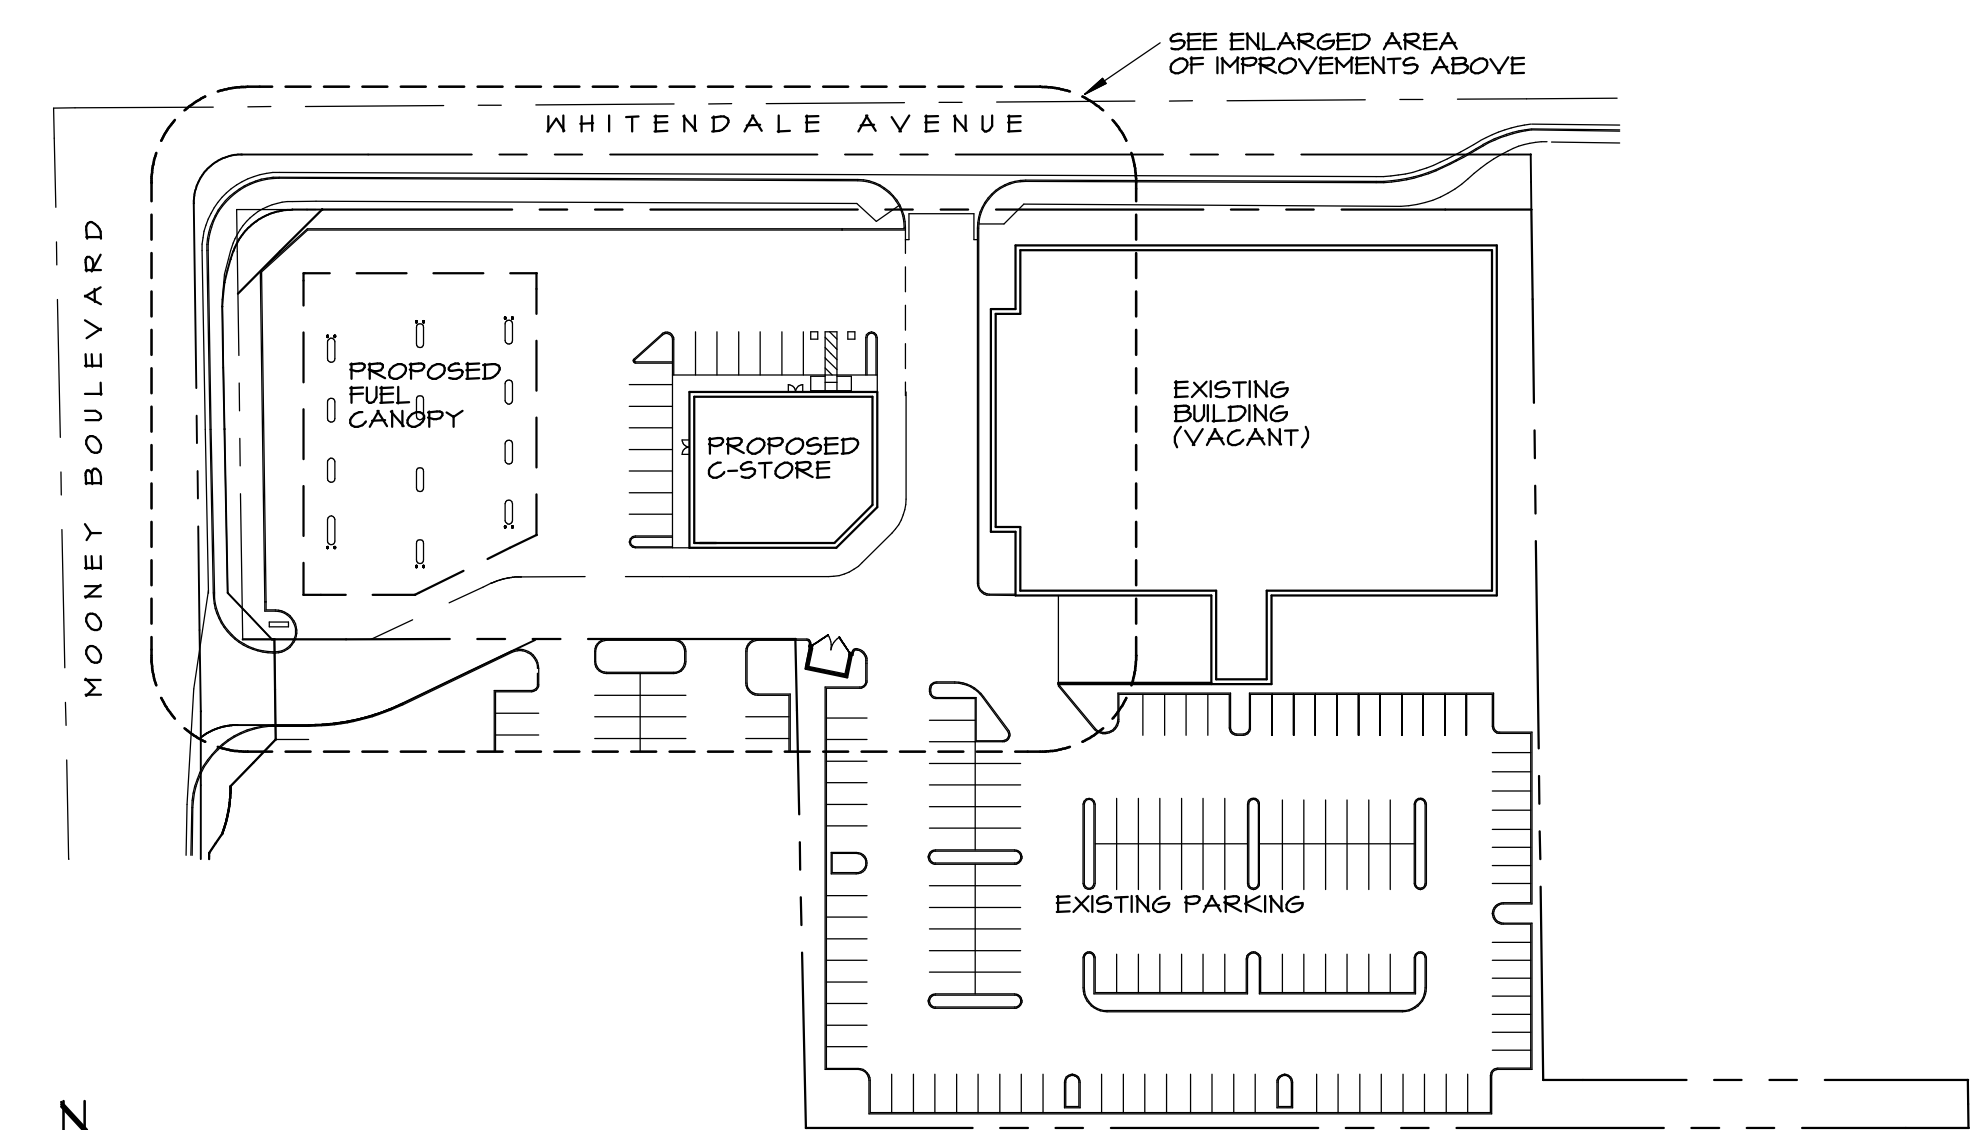 SEE ENLARGED AREA
OF IMPROVEMENTS ABOVE
WHITENDALE AVENUE
MOONEY BOULEVARD
PROPOSED
FUEL
CANOPY
PROPOSED
C-STORE
EXISTING
BUILDING
(VACANT)
EXISTING PARKING
N